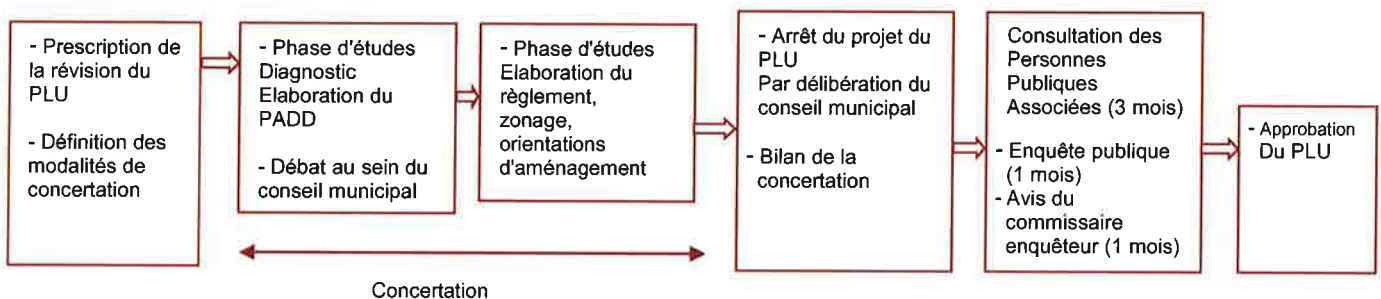 - Prescription de
la révision du
PLU
- Définition des
modalités de
concertation
- Phase d'études
Diagnostic
Elaboration du
PADD
- Débat au sein du
conseil municipal
- Phase d'études
Elaboration du
règlement,
zonage,
orientations
d'aménagement
- Arrêt du projet du
PLU
Par délibération du
conseil municipal
- Bilan de la
concertation
Consultation des
Personnes
Publiques
Associées (3 mois)
- Enquête publique
(1 mois)
- Avis du
commissaire
enquêteur (1 mois)
- Approbation
Du PLU
Concertation